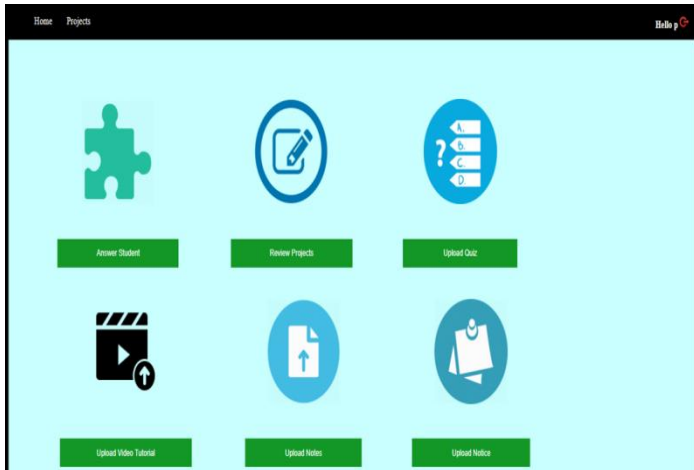 Home Projects Hello p
?
A.
B.
C.
D.
Answer Student Review Projects Upload Quiz
Upload Video Tutorial Upload Notes Upload Notice